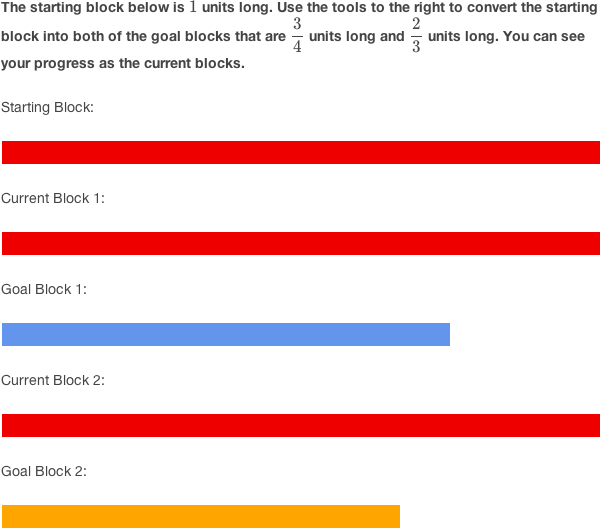 The starting block below is 1 units long. Use the tools to the right to convert the starting
block into both of the goal blocks that are 3/4 units long and 2/3 units long. You can see
your progress as the current blocks.
Starting Block:
Current Block 1:
Goal Block 1:
Current Block 2:
Goal Block 2: